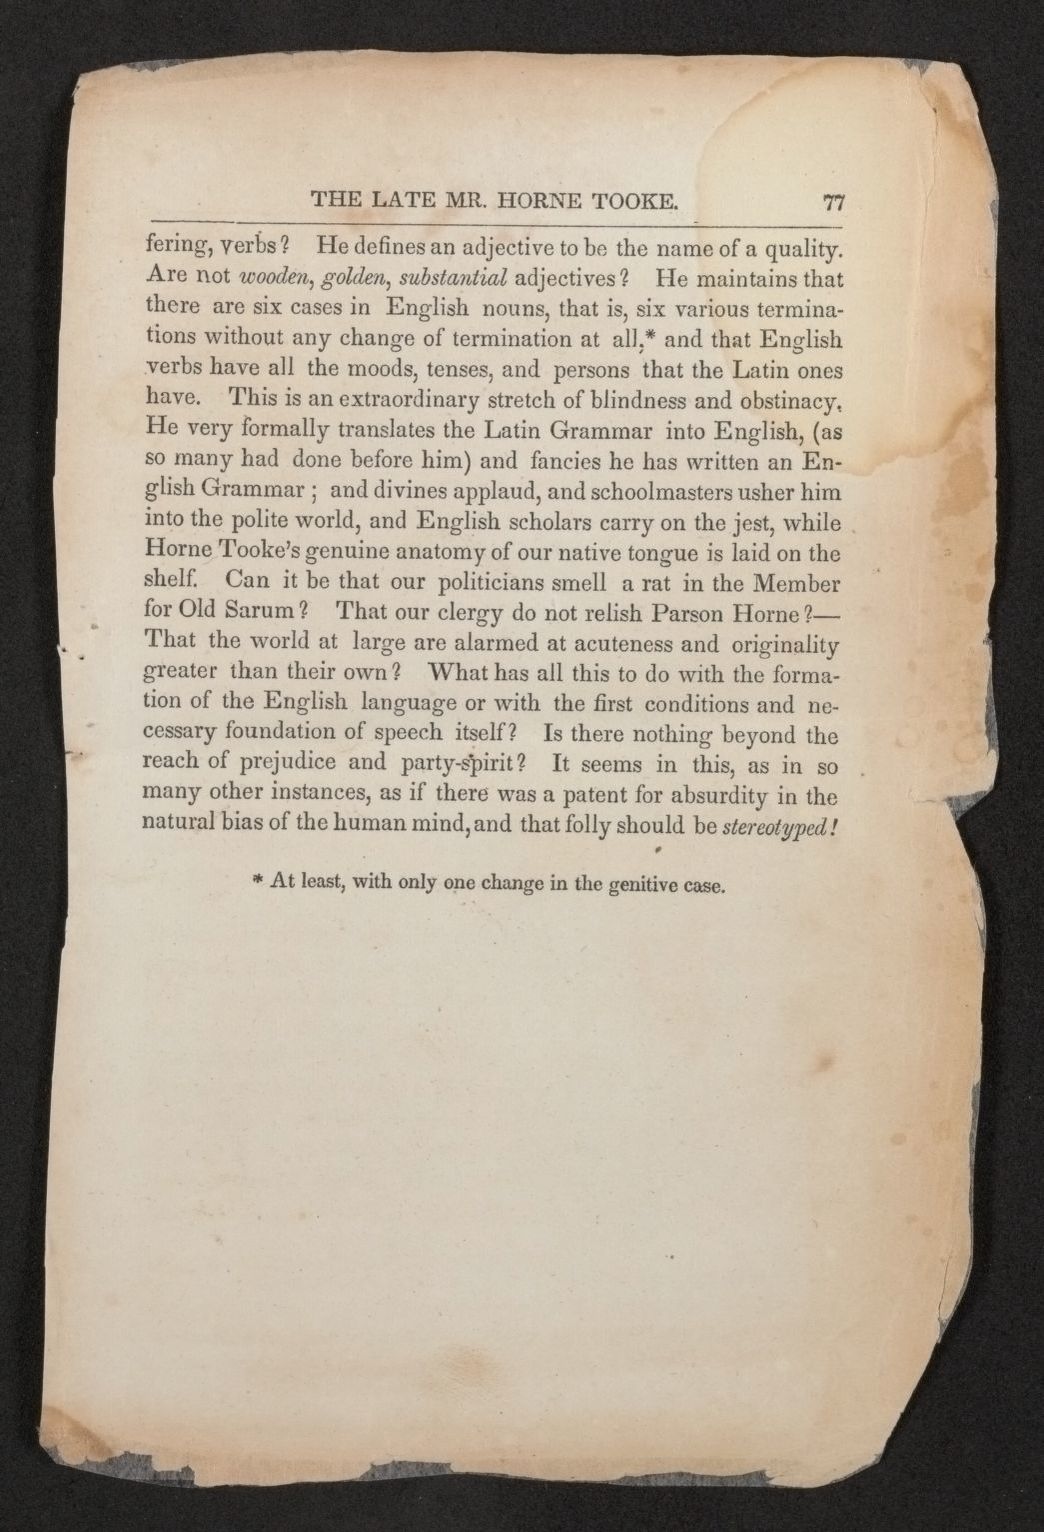 THE LATE MR. HORNE TOOKE. 77
fering, verbs? He defines an adjective to be the name of a quality.
Are not wooden, golden, substantial adjectives? He maintains that
there are six cases in English nouns, that is, six various termina-
tions without any change of termination at all;* and that English
verbs have all the moods, tenses, and persons that the Latin ones
have. This is an extraordinary stretch of blindness and obstinacy.
He very formally translates the Latin Grammar into English, (as
so many had done before him) and fancies he has written an En-
glish Grammar ; and divines applaud, and schoolmasters usher him
into the polite world, and English scholars carry on the jest, while
Horne Tooke's genuine anatomy of our native tongue is laid on the
shelf. Can it be that our politicians smell a rat in the Member
for Old Sarum? That our clergy do not relish Parson Horne?—
That the world at large are alarmed at acuteness and originality
greater than their own? What has all this to do with the forma-
tion of the English language or with the first conditions and ne-
cessary foundation of speech itself? Is there nothing beyond the
reach of prejudice and party-spirit? It seems in this, as in so
many other instances, as if there was a patent for absurdity in the
natural bias of the human mind, and that folly should be stereotyped!
* At least, with only one change in the genitive case.